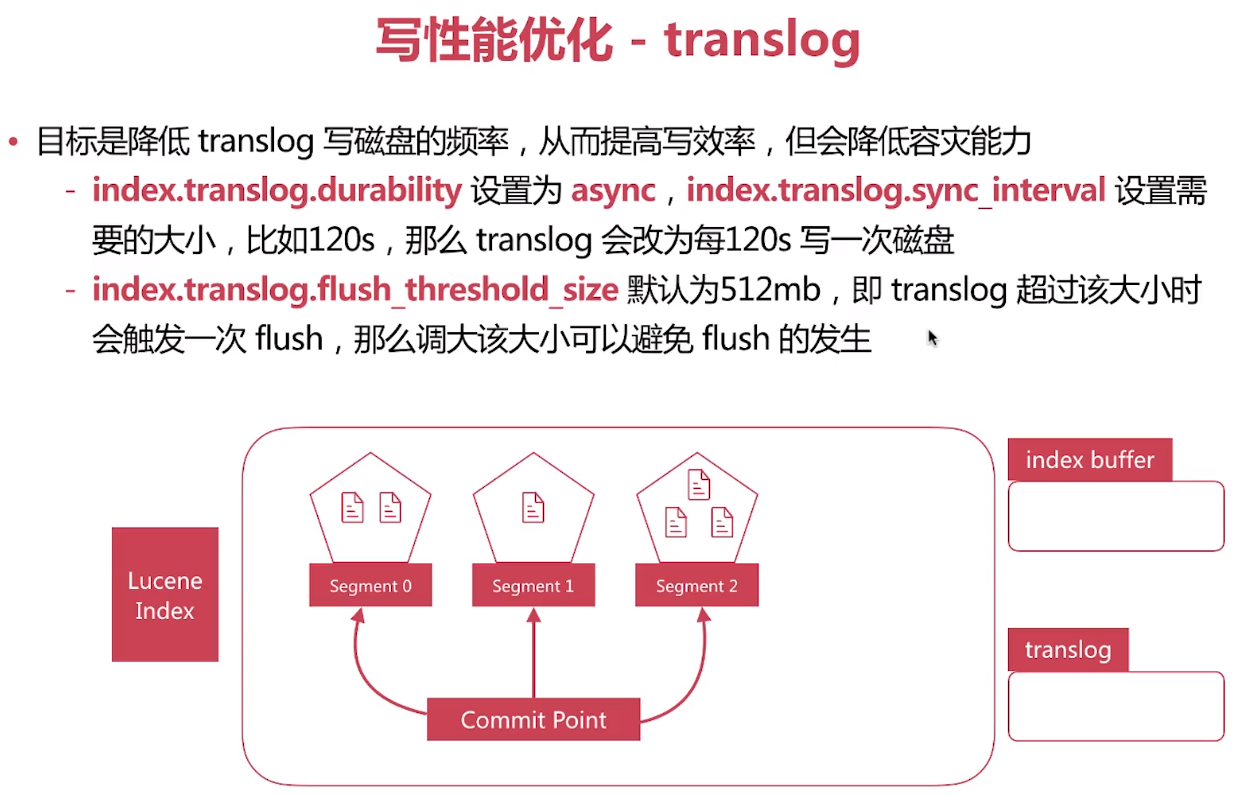 写性能优化 - translog
• 目标是降低 translog 写磁盘的频率，从而提高写效率，但会降低容灾能力
- index.translog.durability 设置为 async，index.translog.sync_interval 设置需
要的大小，比如120s，那么 translog 会改为每120s 写一次磁盘
- index.translog.flush_threshold_size 默认为512mb，即 translog 超过该大小时
会触发一次 flush，那么调大该大小可以避免 flush 的发生
index buffer
Lucene
Index
Segment 0
Segment 1
Segment 2
translog
Commit Point